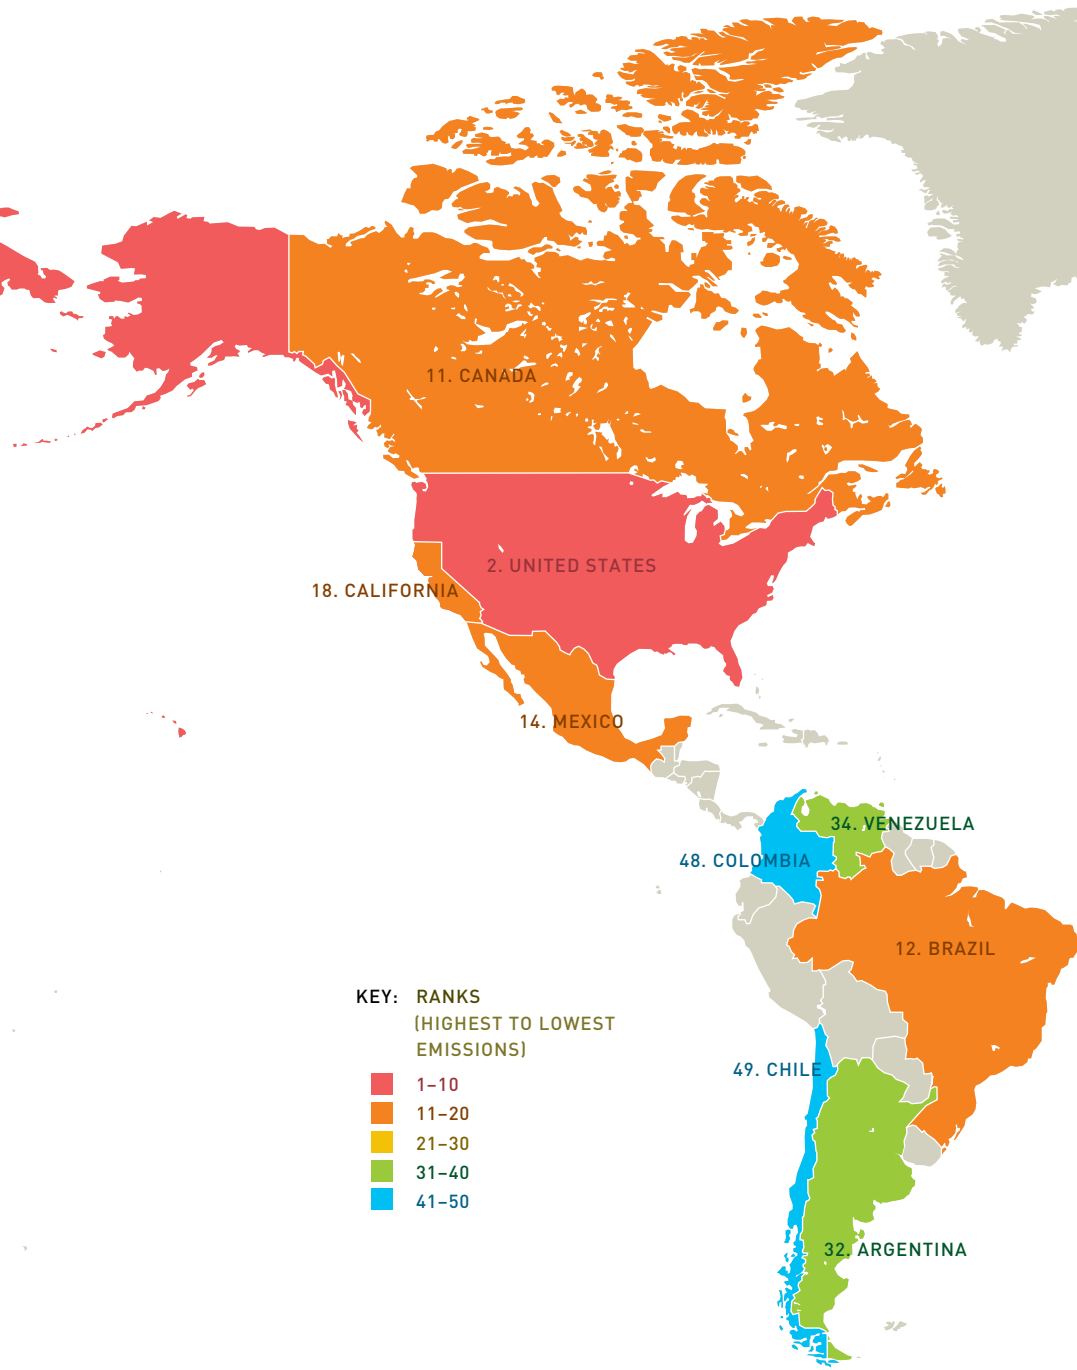 11. CANADA
2. UNITED STATES
18. CALIFORNIA
14. MEXICO
34. VENEZUELA
48. COLOMBIA
12. BRAZIL
KEY: RANKS
(HIGHEST TO LOWEST
EMISSIONS)
49. CHILE
1–10
11–20
21–30
31–40
41–50
32. ARGENTINA